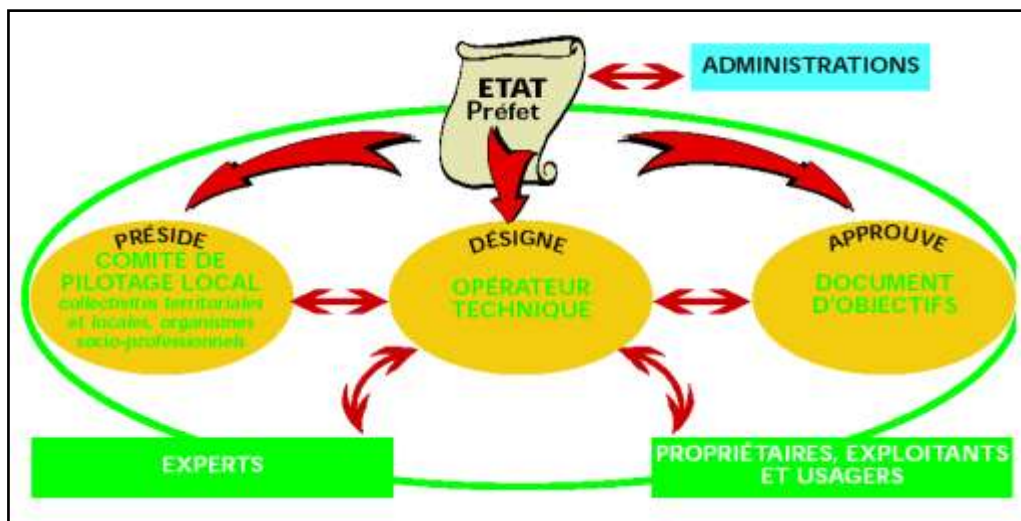 ETAT
Préfet
ADMINISTRATIONS
PRÉSIDE
COMITÉ DE
PILOTAGE LOCAL
collectivités territoriales
et locales, organismes
socio-professionnels
DÉSIGNE
OPÉRATEUR
TECHNIQUE
APPROUVE
DOCUMENT
D'OBJECTIFS
EXPERTS
PROPRIÉTAIRES, EXPLOITANTS
ET USAGERS